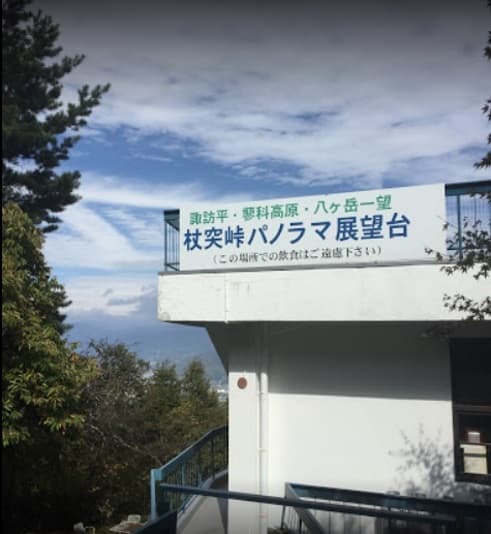 諏訪平・蓼科高原・八ヶ岳一望
杖突峠パノラマ展望台
（この場所での飲食はご遠慮下さい）